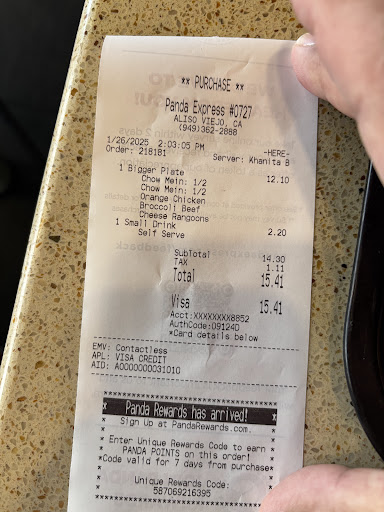 ** PURCHASE **
Panda Express #0727
ALISO VIEJO, CA
(949)362-2888
1/26/2025 2:03:05 PM -HERE-
Order: 218181 Server: Khanita B
1 Bigger Plate 12.10
Chow Mein: 1/2
Chow Mein: 1/2
Orange Chicken
Broccoli Beef
Cheese Rangoons
1 Small Drink 2.20
Self Serve
SubTotal 14.30
TAX 1.11
Total 15.41
Visa 15.41
Acct:XXXXXXXX8852
AuthCode:09124D
*Card details below
EMV: Contactless
APL: VISA CREDIT
AID: A0000000031010
Panda Rewards has arrived!
Sign Up at PandaRewards.com.
Enter Unique Rewards Code to earn
PANDA POINTS on this order!
*Code valid for 7 days from purchase*
Unique Rewards Code:
587069216395